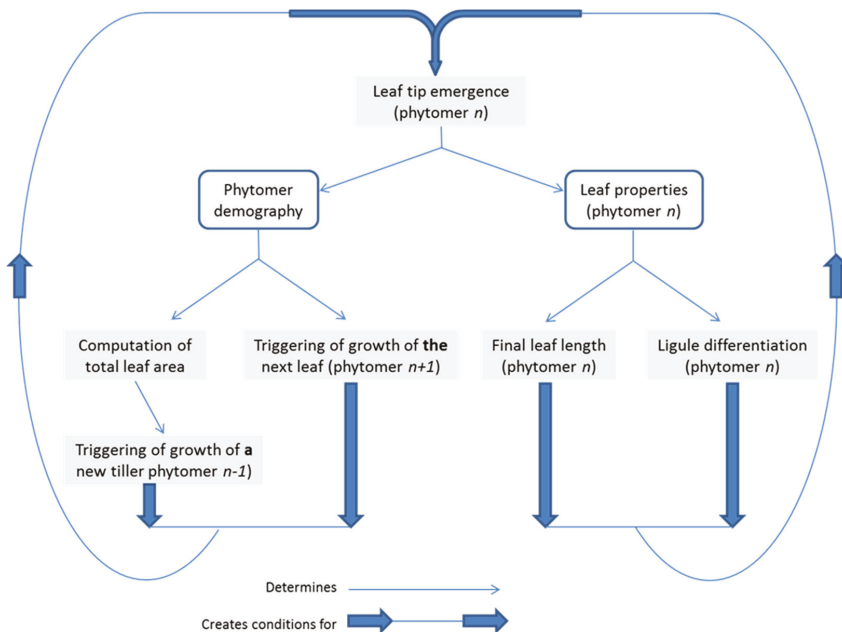 Leaf tip emergence
(phytomer n)
Phytomer
demography
Leaf properties
(phytomer n)
Computation of
total leaf area
Triggering of growth of the
next leaf (phytomer n+1)
Final leaf length
(phytomer n)
Ligule differentiation
(phytomer n)
Triggering of growth of a
new tiller phytomer n-1)
Determines
Creates conditions for